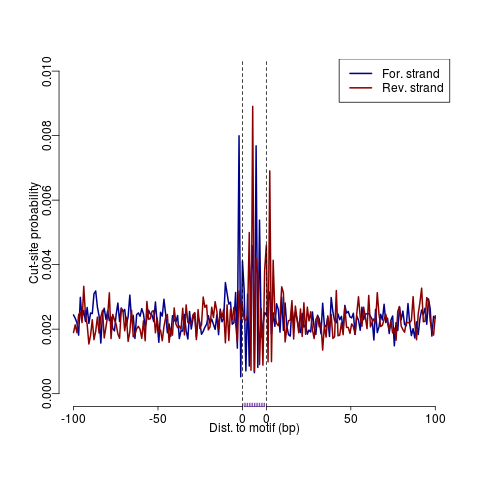 For. strand
Rev. strand
Cut-site probability
0.010
0.008
0.006
0.004
0.002
0.000
-100 -50 0 0 50 100
Dist. to motif (bp)